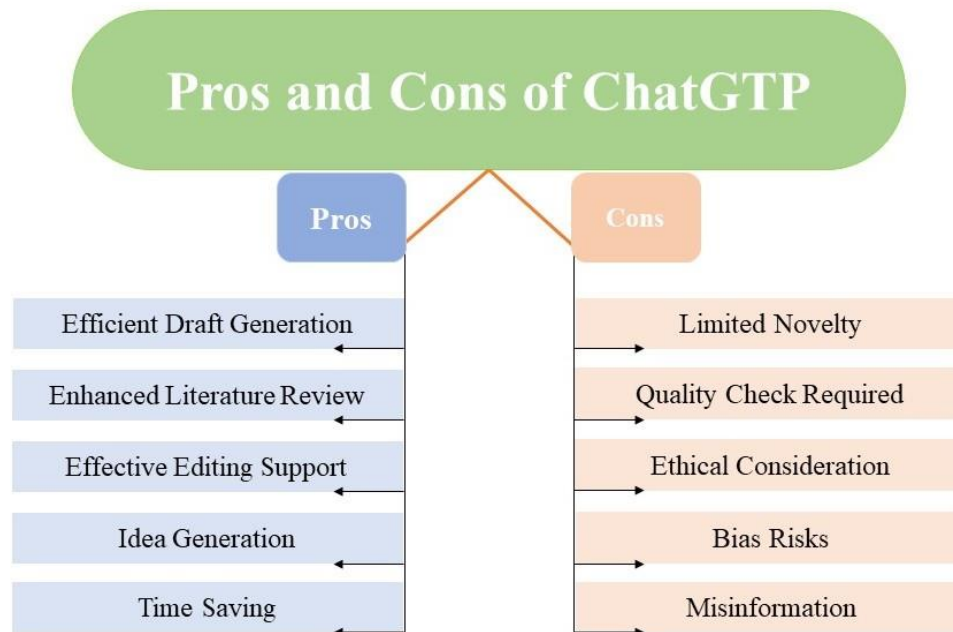 Pros and Cons of ChatGTP
Pros
Cons
Efficient Draft Generation
Limited Novelty
Enhanced Literature Review
Quality Check Required
Effective Editing Support
Ethical Consideration
Idea Generation
Bias Risks
Time Saving
Misinformation